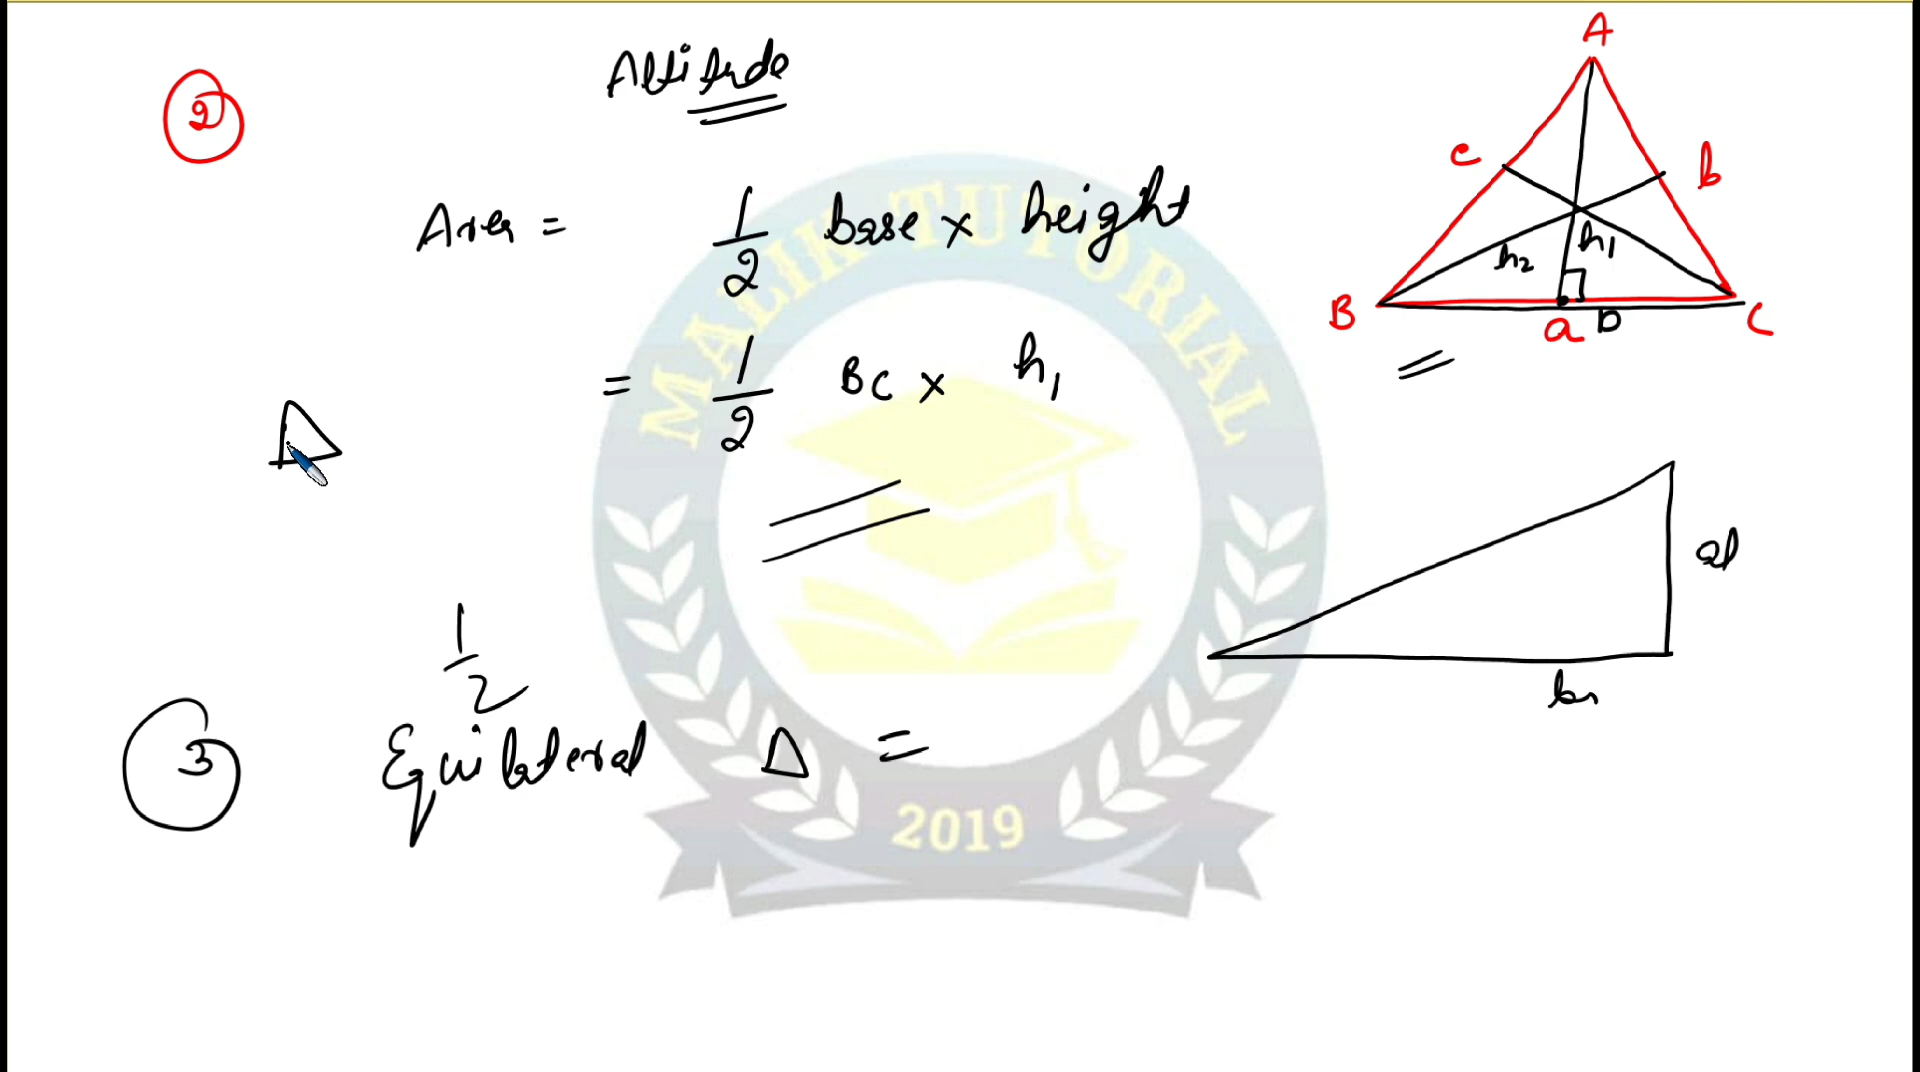 Altitude
2
Area = 1/2 base × height
= 1/2 BC × h1
A
c
b
h2
h1
B
a
D
C
al
1/2
3
Equilateral Δ =
MALIK TUTORIAL
2019